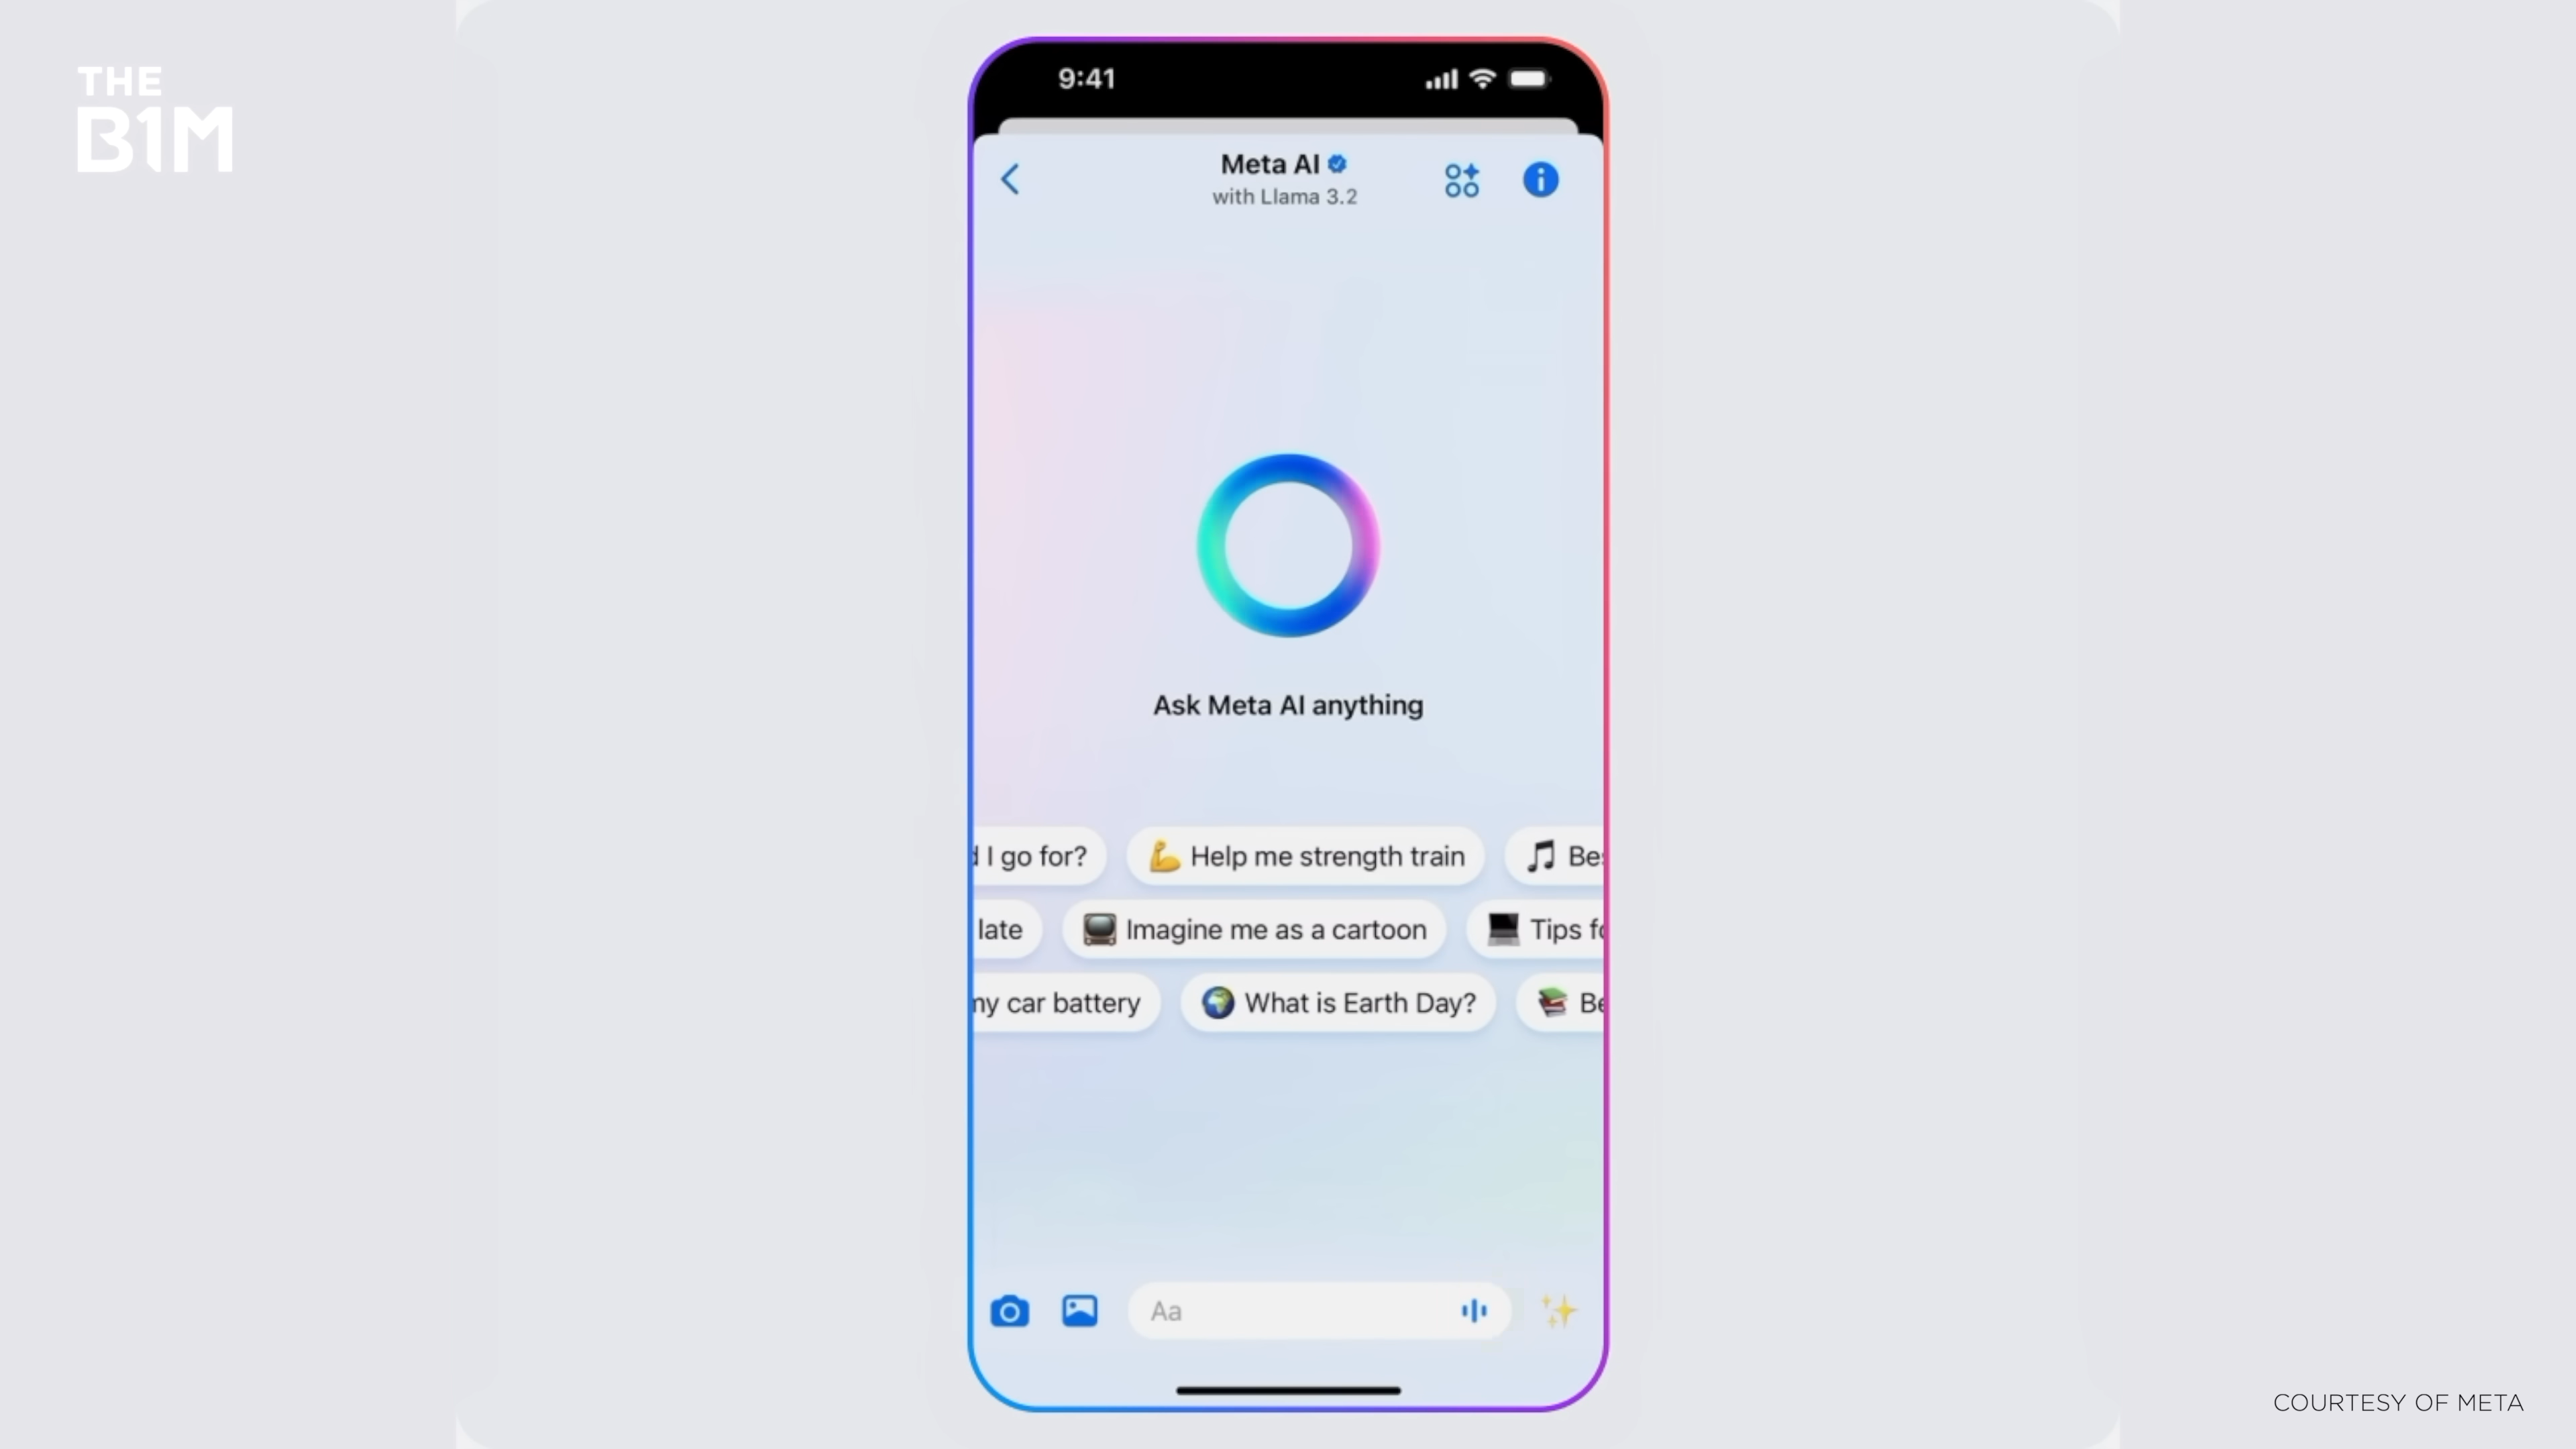 THE
B1M
9:41
Meta AI
with Llama 3.2
Ask Meta AI anything
I go for?
Help me strength train
late
Imagine me as a cartoon
Tips
car battery
What is Earth Day?
Aa
COURTESY OF META